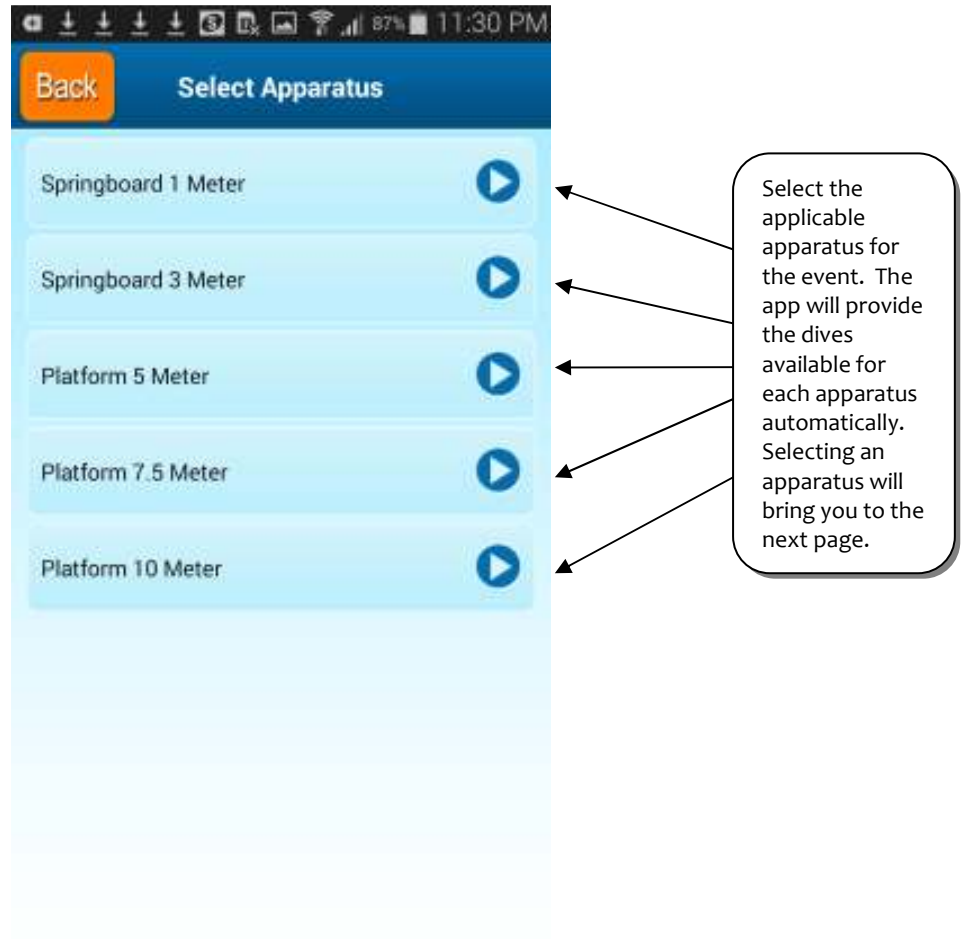 87% 11:30 PM
Back Select Apparatus
Springboard 1 Meter
Springboard 3 Meter
Platform 5 Meter
Platform 7.5 Meter
Platform 10 Meter
Select the
applicable
apparatus for
the event. The
app will provide
the dives
available for
each apparatus
automatically.
Selecting an
apparatus will
bring you to the
next page.